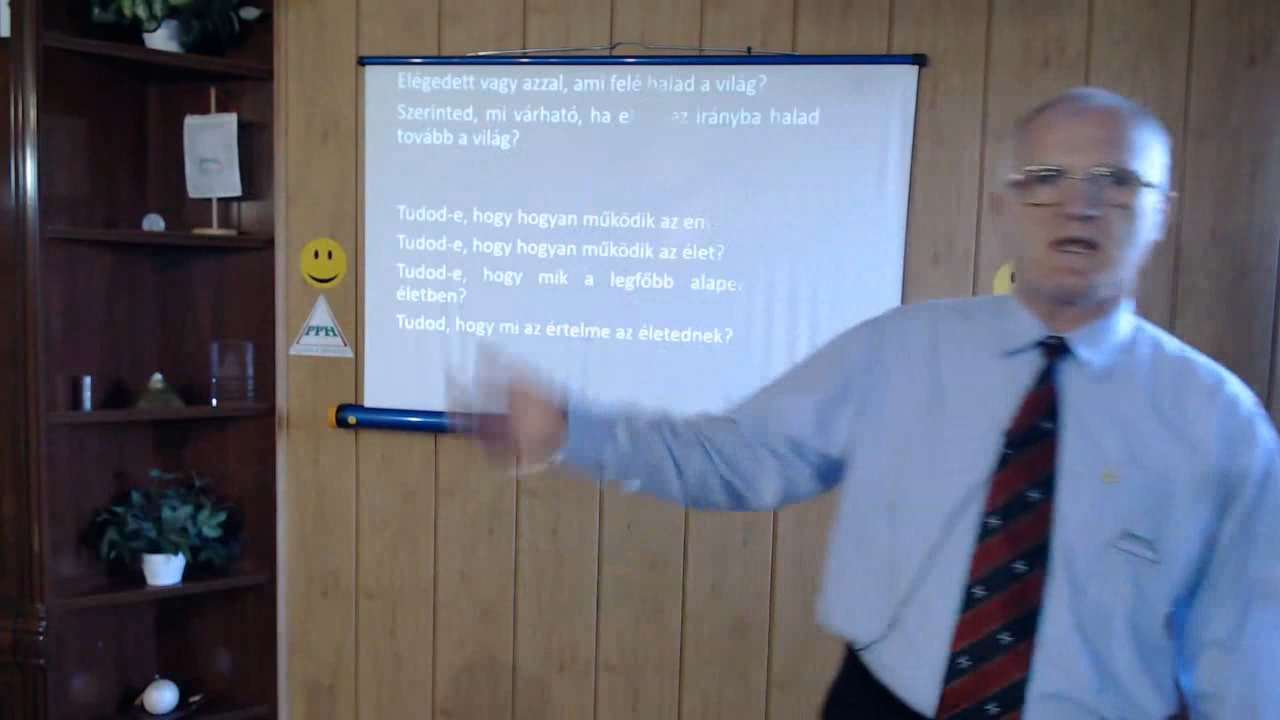 Elégedett vagy azzal, ami felé halad a világ?
Szerinted, mi várható, ha irányba halad
tovább a világ?
Tudod-e, hogy hogyan működik az
Tudod-e, hogy hogyan működik az élet?
Tudod-e, hogy mik a legfőbb
életben?
Tudod, hogy mi az értelme az életednek?
PPH